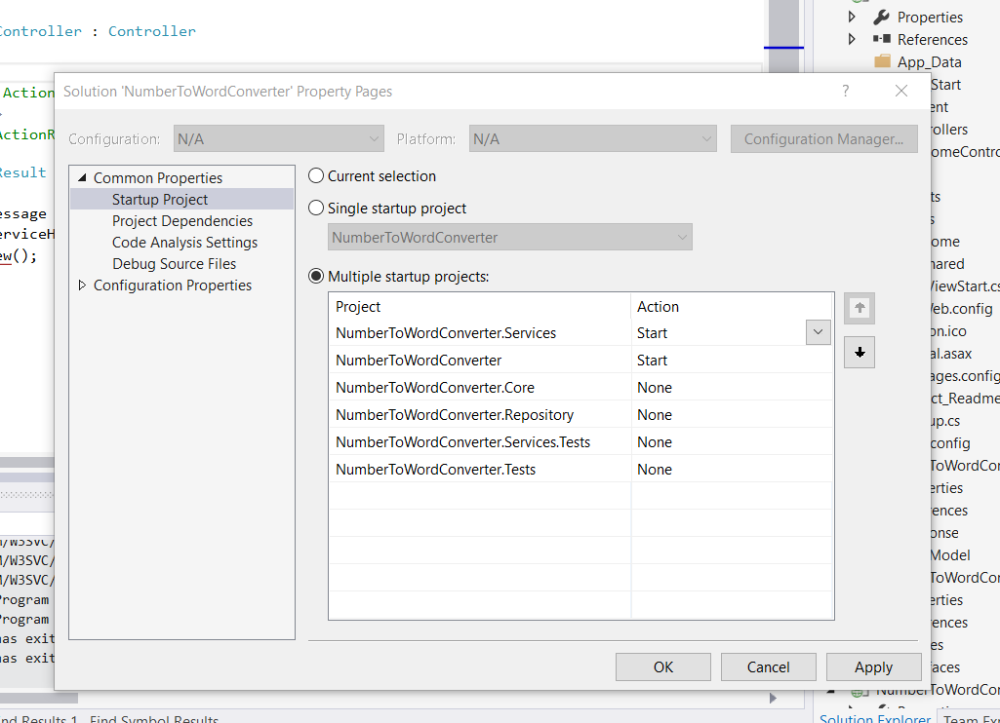 Controller : Controller
Properties
References
App_Data
Solution 'NumberToWordConverter' Property Pages
?
Configuration:
N/A
Platform:
N/A
Configuration Manager...
Common Properties
Startup Project
Project Dependencies
Code Analysis Settings
Debug Source Files
Configuration Properties
Current selection
Single startup project
NumberToWordConverter
Multiple startup projects:
Project Action
NumberToWordConverter.Services Start
NumberToWordConverter Start
NumberToWordConverter.Core None
NumberToWordConverter.Repository None
NumberToWordConverter.Services.Tests None
NumberToWordConverter.Tests None
OK
Cancel
Apply
Action
ActionR
Result
essage
erviceH
ew();
M/W3SVC/
M/W3SVC/
M/W3SVC/
Program
Program
has exit
has exit
Start
ent
rollers
omeContro
ts
s
ome
hared
ViewStart.cs
Web.config
on.ico
al.asax
ages.config
ct_Readme
up.cs
config
ToWordCon
erties
rences
onse
Model
ToWordCon
erties
rences
es
faces
NumberToWordCon
nd Results 1
Find Symbol Results
Solution Explorer
Team Exp